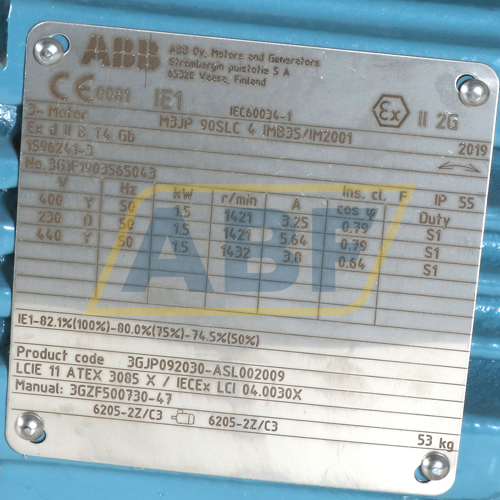 ABB
ABB Oy, Motors and Generators
Strömbergin puistotie 5 A
65320 Vaasa, Finland
CE 0081 IE1 IEC60034-1 Ex II 2G
3~ Motor M3JP 90SLC 4 IMB35/IM2001 2019
Ex d II B T4 Gb
1596241-3
No. 3G1F1903565043 Ins. cl. F IP 55
V Hz kW r/min A cos φ Duty
400 Y 50 1.5 1421 3.25 0.79 S1
230 D 50 1.5 1421 5.64 0.79 S1
440 Y 50 1.5 1432 3.8 0.64 S1
ABF
IE1-82.1%(100%)-80.0%(75%)-74.5%(50%)
Product code 3GJP092030-ASL002009
LCIE 11 ATEX 3085 X / IECEx LCI 04.0030X
Manual: 3GZF500730-47
6205-2Z/C3 6205-2Z/C3
53 kg